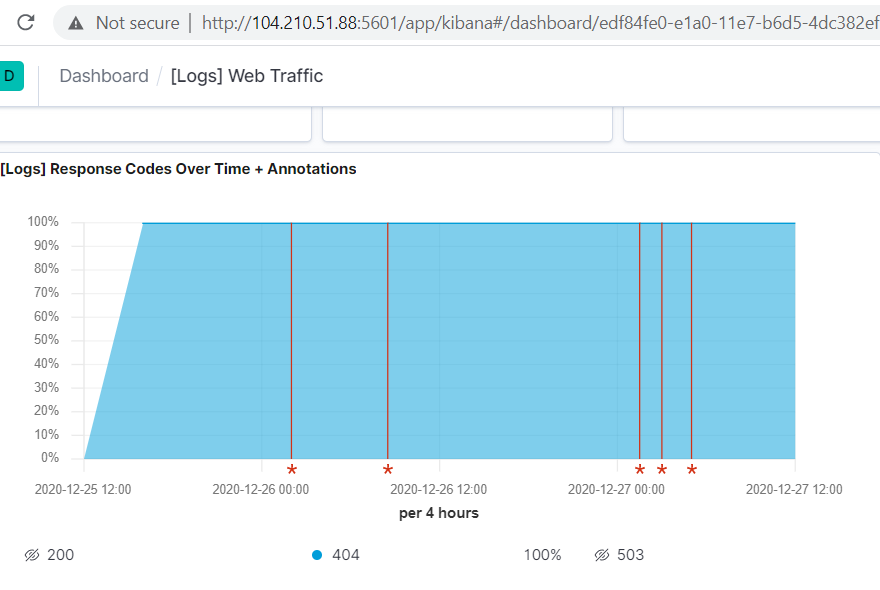 Not secure | http://104.210.51.88:5601/app/kibana#/dashboard/edf84fe0-e1a0-11e7-b6d5-4dc382ef
D Dashboard / [Logs] Web Traffic
[Logs] Response Codes Over Time + Annotations
100%
90%
80%
70%
60%
50%
40%
30%
20%
10%
0%
2020-12-25 12:00 2020-12-26 00:00 2020-12-26 12:00 2020-12-27 00:00 2020-12-27 12:00
per 4 hours
200 404 100% 503